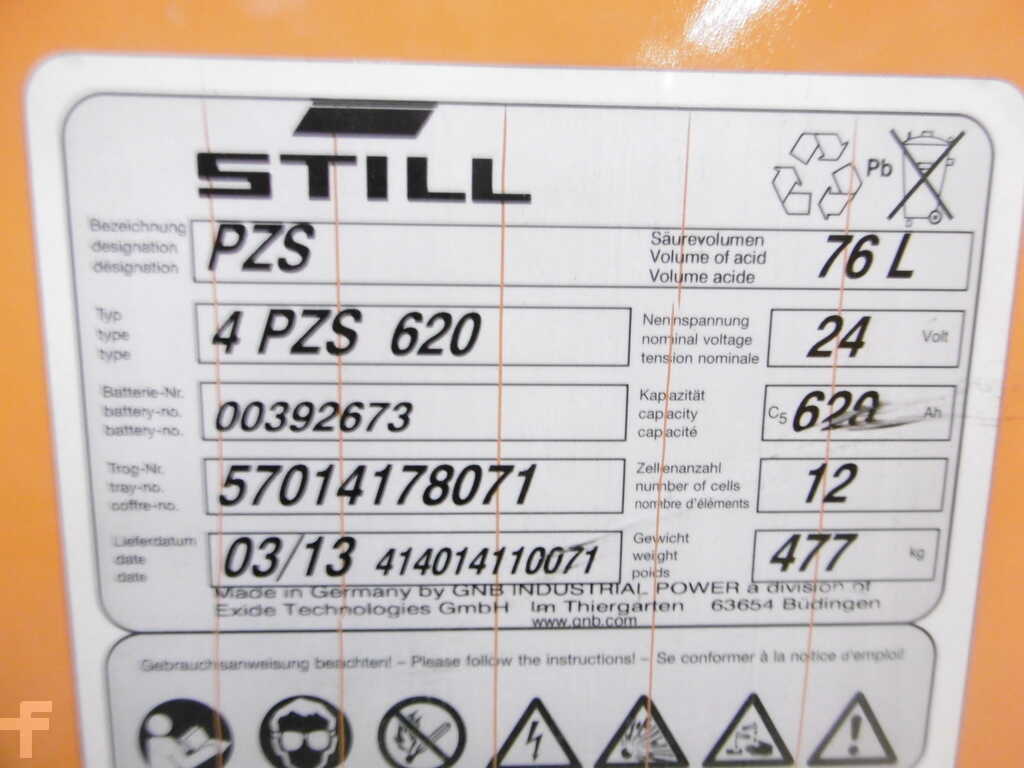 STILL
Pb
Bezeichnung
designation
désignation
PZS
Säurevolumen
Volume of acid
Volume acide
76 L
Typ
type
type
4 PZS 620
Nennspannung
nominal voltage
tension nominale
24 Volt
Batterie-Nr.
battery-no.
battery-no.
00392673
Kapazität
capacity
capacité
C5 620 Ah
Trog-Nr.
tray-no.
coffre-no.
57014178071
Zellenanzahl
number of cells
nombre d'éléments
12
Lieferdatum
date
date
03/13 414014110071
Gewicht
weight
poids
477 kg
Made in Germany by GNB INDUSTRIAL POWER a division of
Exide Technologies GmbH Im Thiergarten 63654 Büdingen
www.gnb.com
Gebrauchsanweisung beachten! – Please follow the instructions! – Se conformer à la notice d'emploi!
f